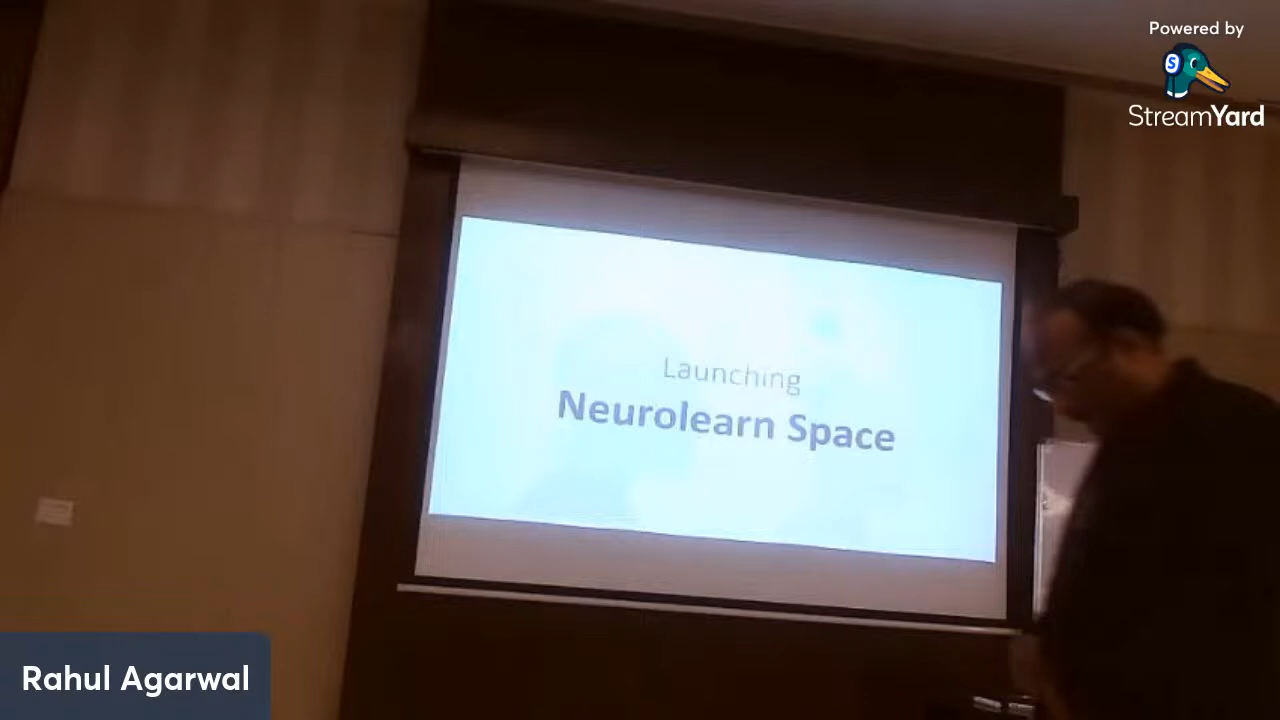 Powered by
S
StreamYard
Launching
Neurolearn Space
Rahul Agarwal